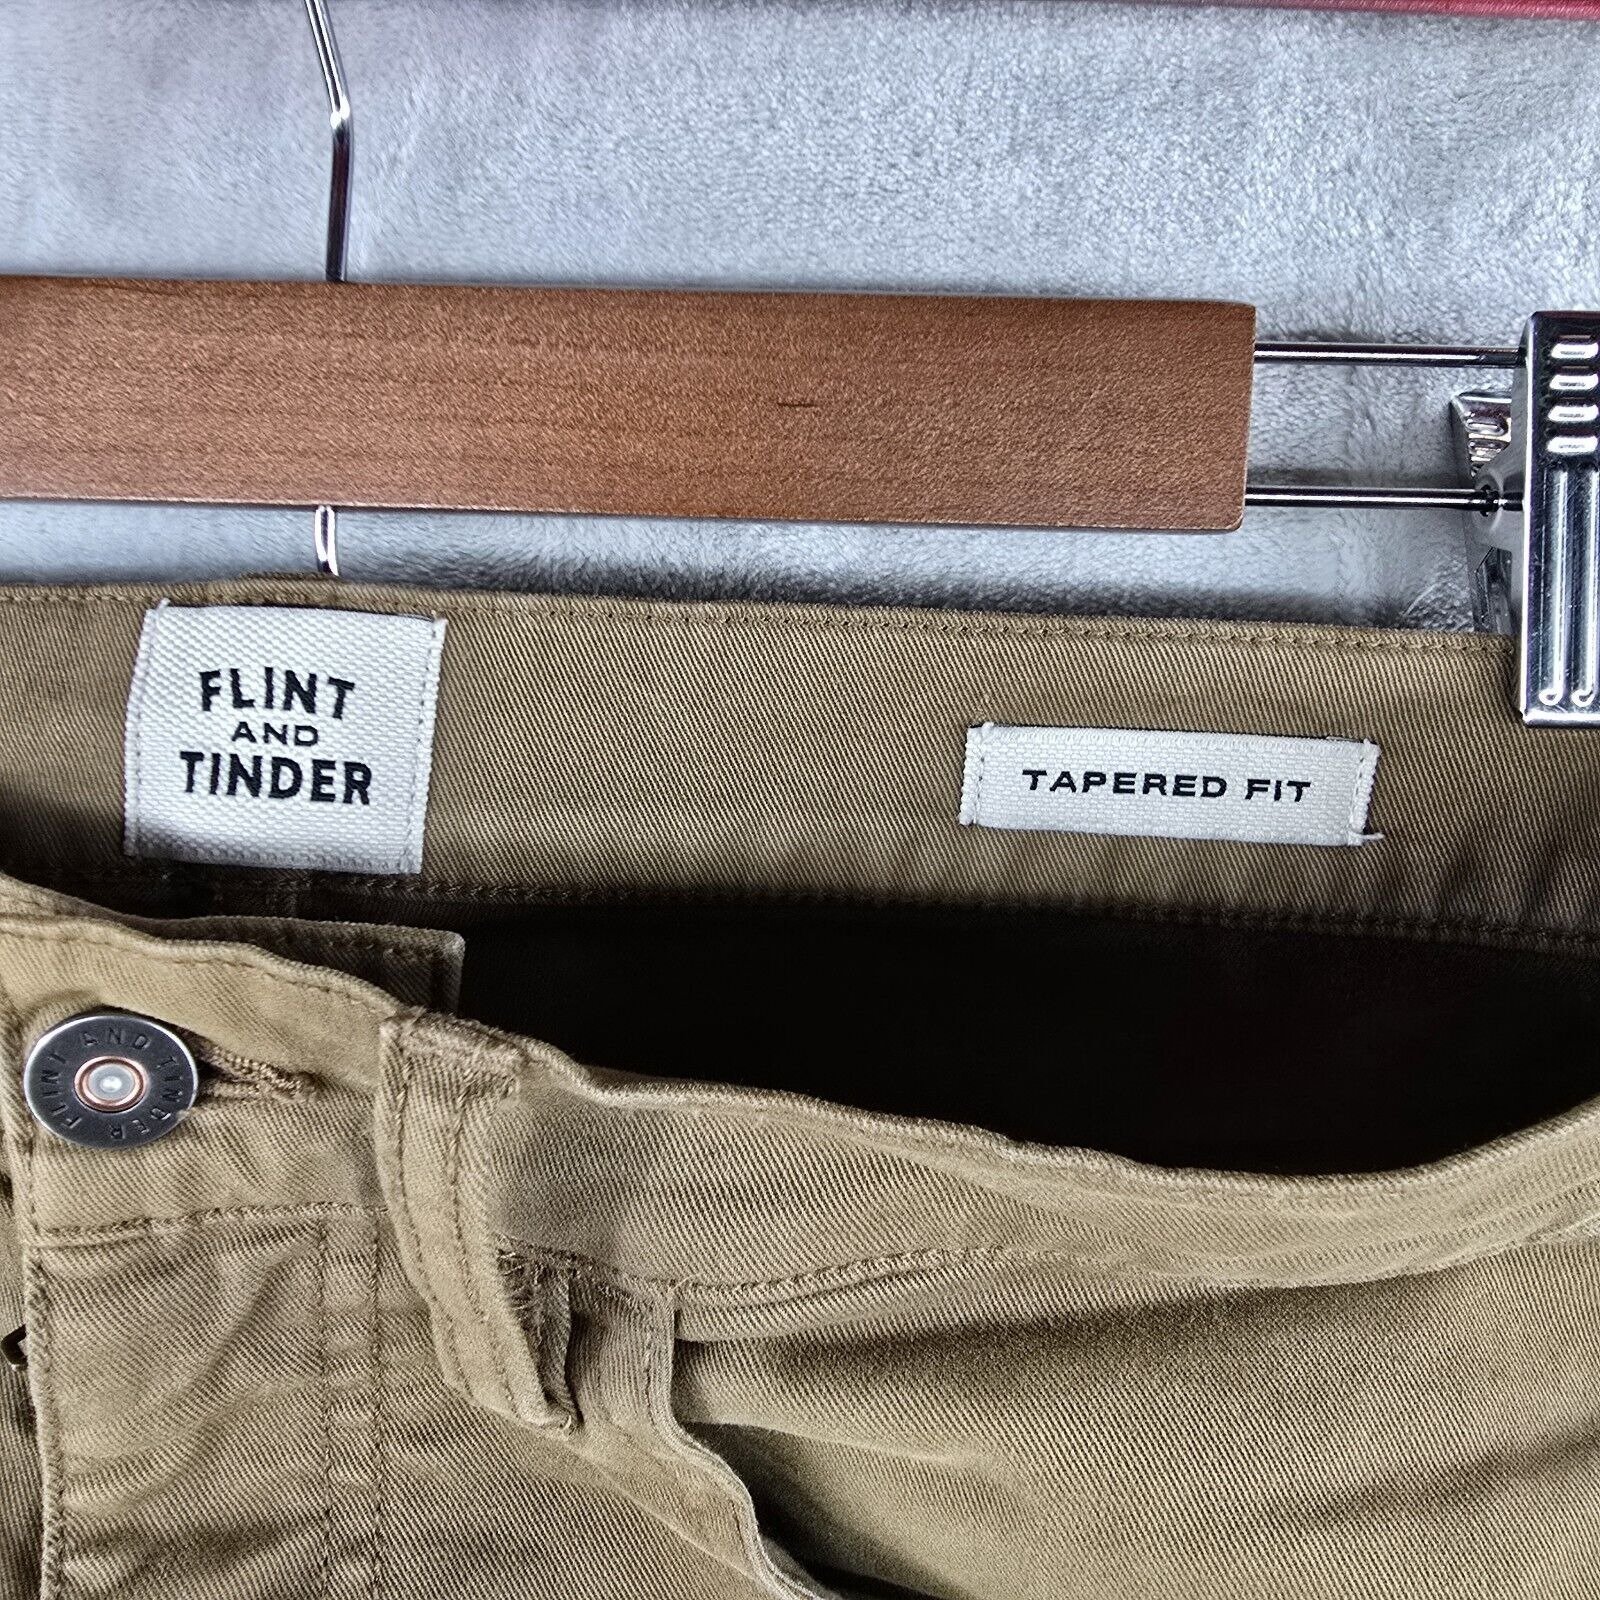 FLINT
AND
TINDER
TAPERED FIT
FLINT AND TINDER